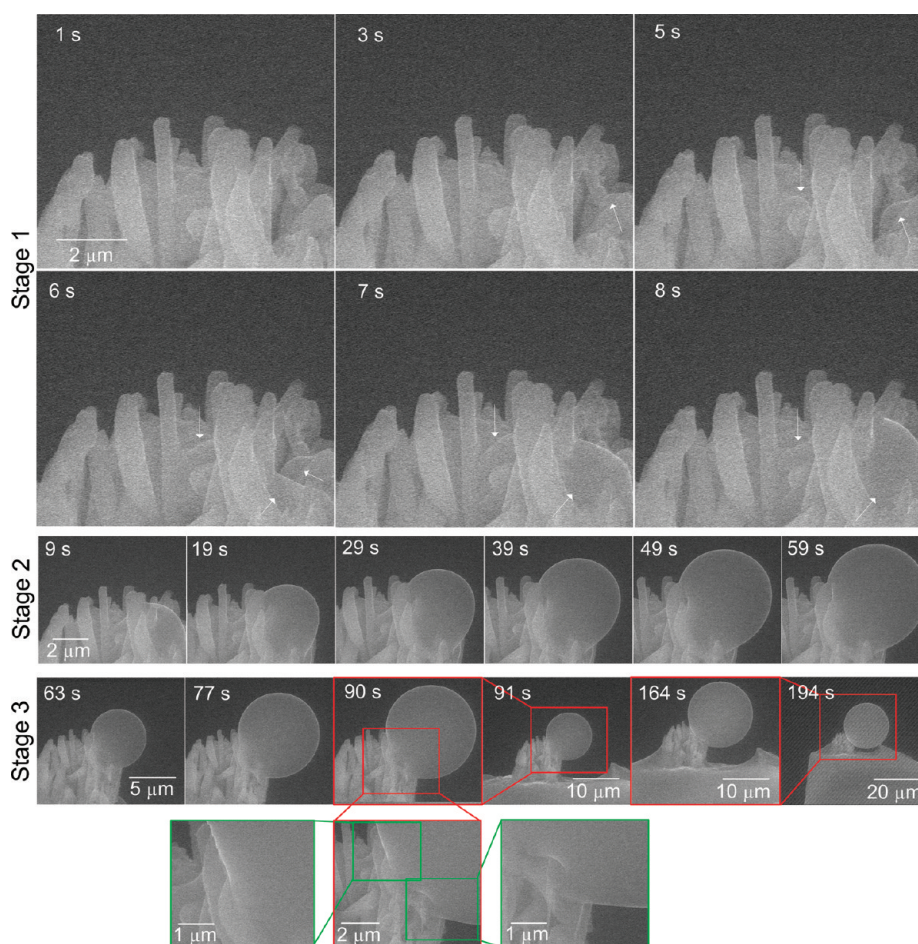 Stage 1
1 s
3 s
5 s
2 μm
6 s
7 s
8 s
Stage 2
9 s
19 s
29 s
39 s
49 s
59 s
2 μm
Stage 3
63 s
77 s
90 s
91 s
164 s
194 s
5 μm
10 μm
10 μm
20 μm
1 μm
2 μm
1 μm